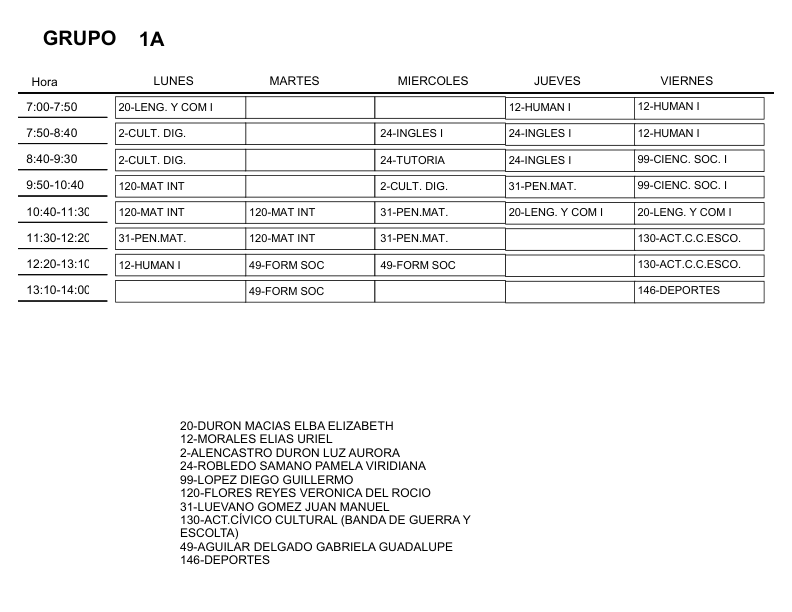 GRUPO 1A
Hora LUNES MARTES MIERCOLES JUEVES VIERNES
7:00-7:50 20-LENG. Y COM I 12-HUMAN I 12-HUMAN I
7:50-8:40 2-CULT. DIG. 24-INGLES I 24-INGLES I 12-HUMAN I
8:40-9:30 2-CULT. DIG. 24-TUTORIA 24-INGLES I 99-CIENC. SOC. I
9:50-10:40 120-MAT INT 2-CULT. DIG. 31-PEN.MAT. 99-CIENC. SOC. I
10:40-11:30 120-MAT INT 120-MAT INT 31-PEN.MAT. 20-LENG. Y COM I 20-LENG. Y COM I
11:30-12:20 31-PEN.MAT. 120-MAT INT 31-PEN.MAT. 130-ACT.C.C.ESCO.
12:20-13:10 12-HUMAN I 49-FORM SOC 49-FORM SOC 130-ACT.C.C.ESCO.
13:10-14:00 49-FORM SOC 146-DEPORTES
20-DURON MACIAS ELBA ELIZABETH
12-MORALES ELIAS URIEL
2-ALENCASTRO DURON LUZ AURORA
24-ROBLEDO SAMANO PAMELA VIRIDIANA
99-LOPEZ DIEGO GUILLERMO
120-FLORES REYES VERONICA DEL ROCIO
31-LUEVANO GOMEZ JUAN MANUEL
130-ACT.CÍVICO CULTURAL (BANDA DE GUERRA Y
ESCOLTA)
49-AGUILAR DELGADO GABRIELA GUADALUPE
146-DEPORTES